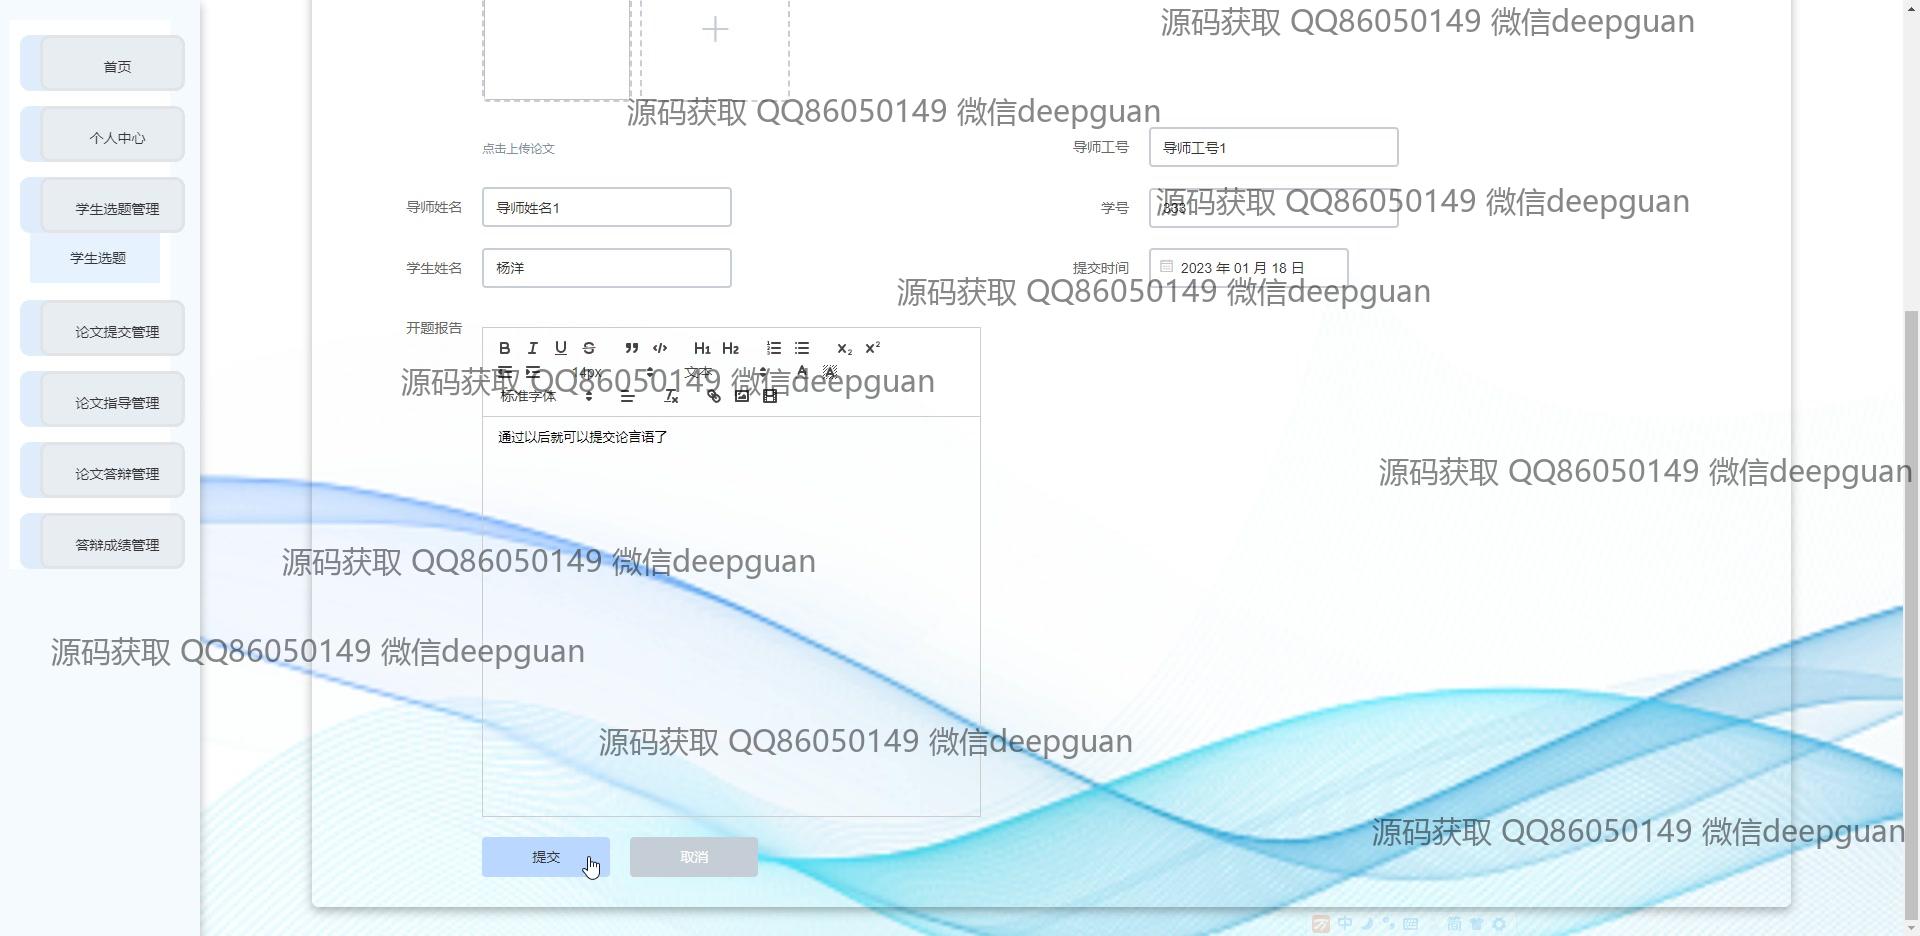 源码获取 QQ86050149 微信deepguan
首页
源码获取 QQ86050149 微信deepguan
个人中心
点击上传论文
导师工号 导师工号1
学生选题管理
导师姓名 导师姓名1
学号 333
源码获取 QQ86050149 微信deepguan
学生选题
学生姓名 杨洋
提交时间 2023 年 01 月 18 日
源码获取 QQ86050149 微信deepguan
论文提交管理
开题报告
B I U S H1 H2 X2 X2
14px 文本 A A
源码获取 QQ86050149 微信deepguan
标准字体
论文指导管理
通过以后就可以提交论言语了
论文答辩管理
源码获取 QQ86050149 微信deepguan
答辩成绩管理
源码获取 QQ86050149 微信deepguan
源码获取 QQ86050149 微信deepguan
源码获取 QQ86050149 微信deepguan
源码获取 QQ86050149 微信deepguan
提交 取消
中 简